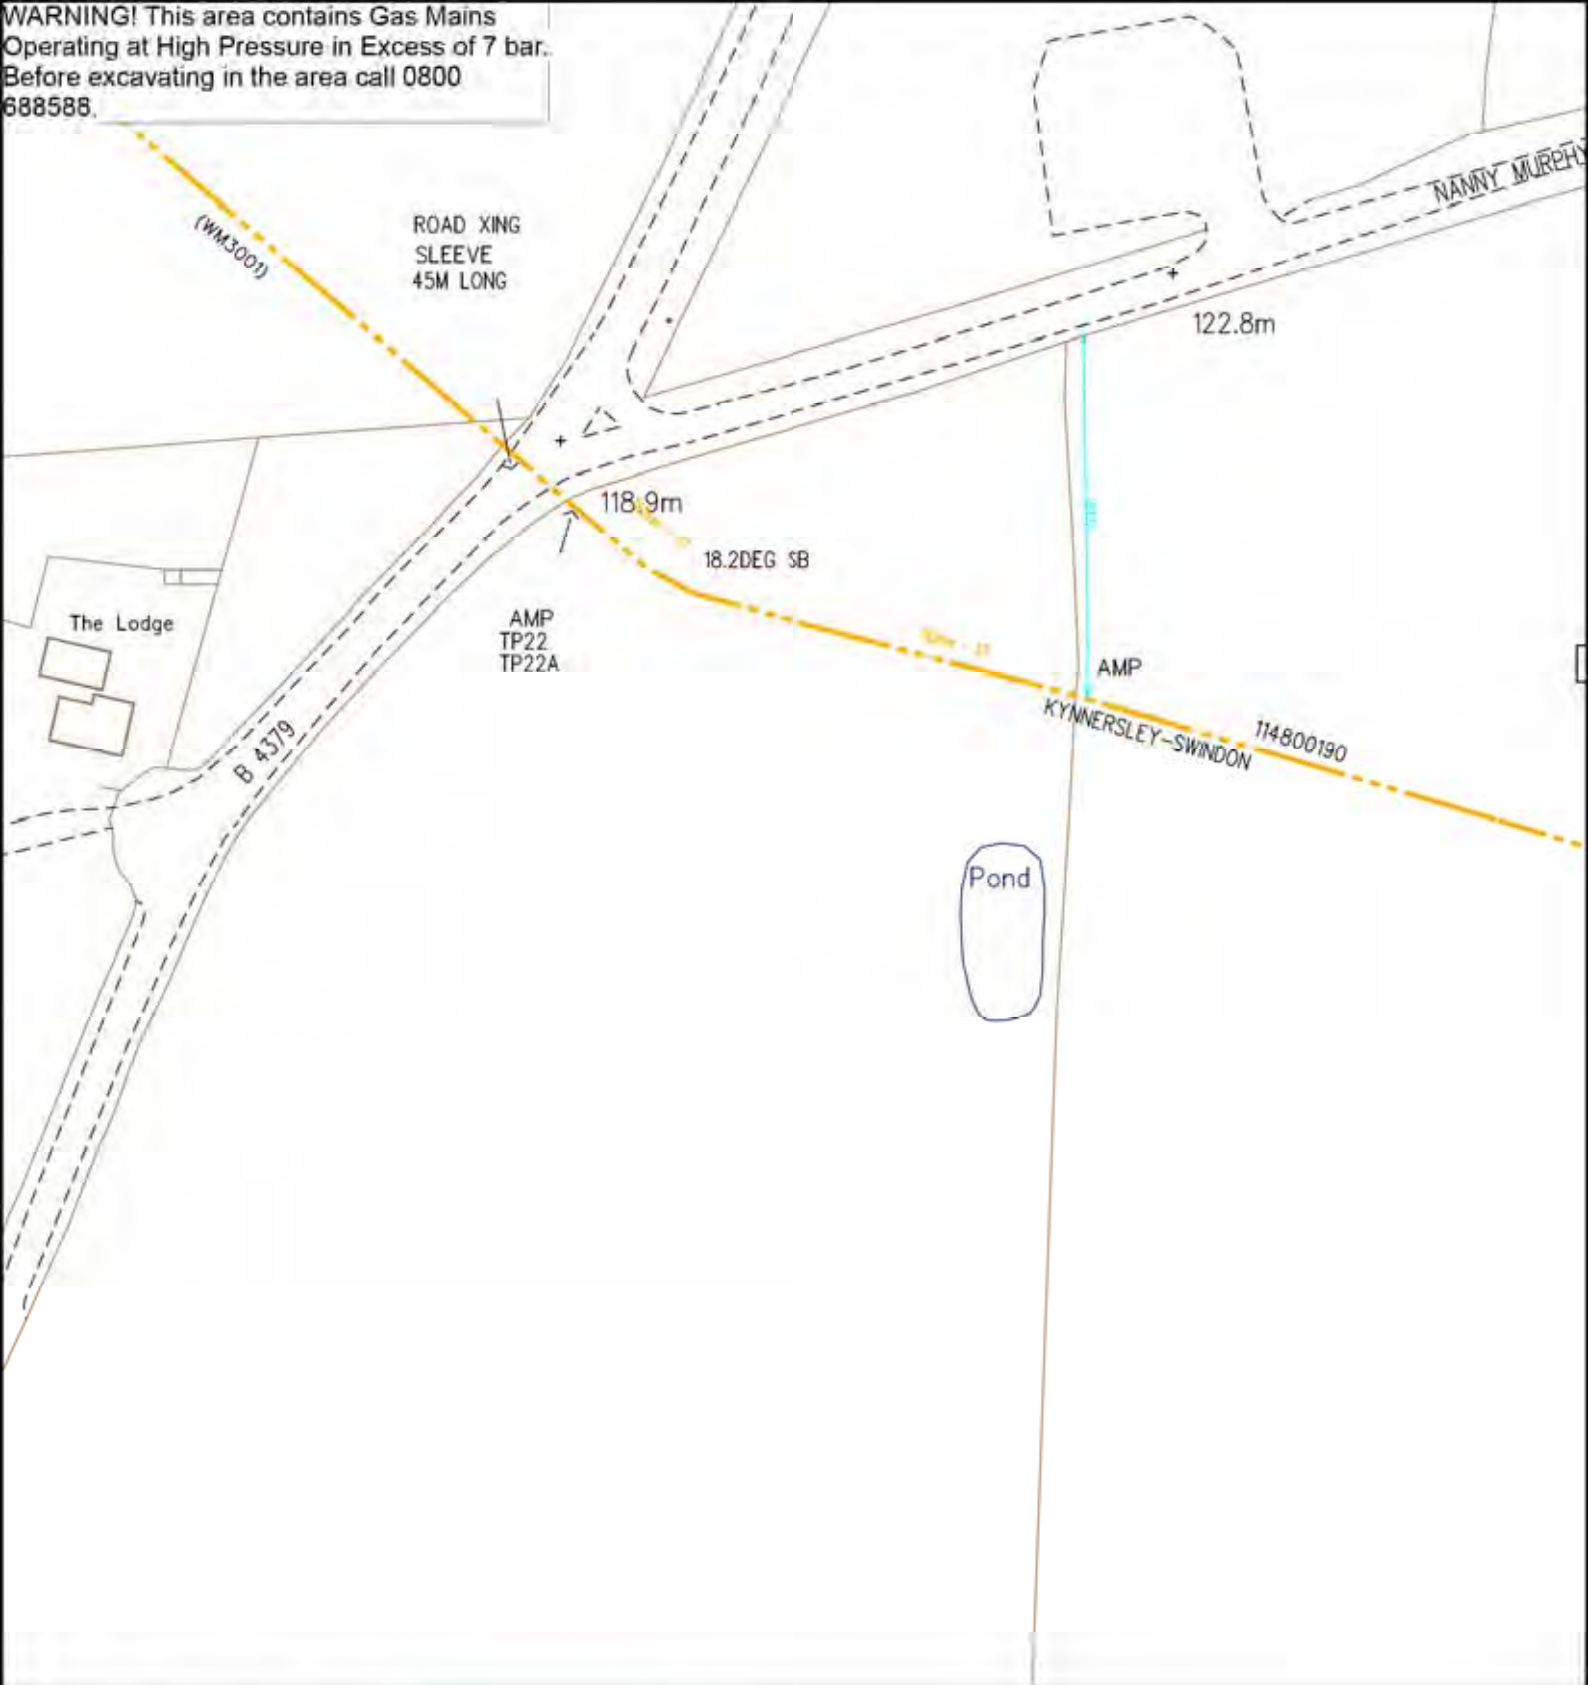 WARNING! This area contains Gas Mains
Operating at High Pressure in Excess of 7 bar.
Before excavating in the area call 0800
688588.
NANNY MURPHY
(WM3001)
ROAD XING
SLEEVE
45M LONG
122.8m
118.9m
18.2DEG SB
The Lodge
AMP
TP22
TP22A
AMP
KYNNERSLEY-SWINDON
114800190
B 4379
Pond